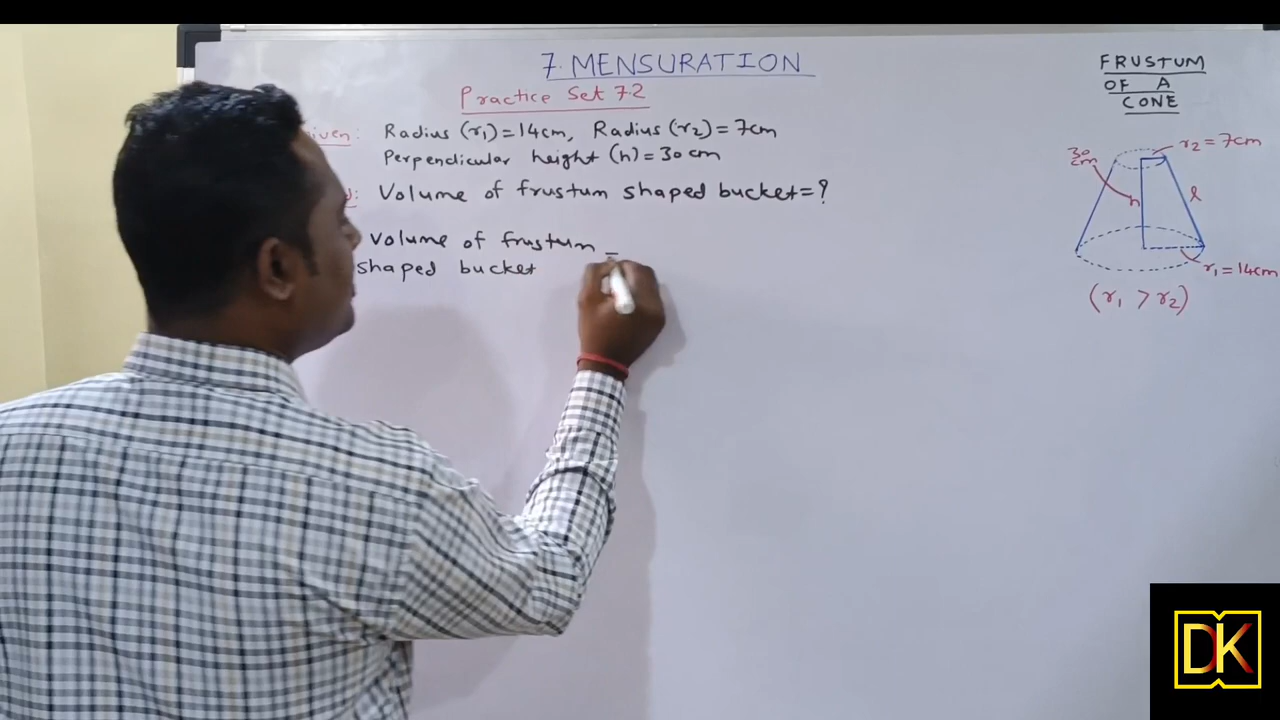 7. MENSURATION
Practice Set 7.2
iven: Radius (r₁) = 14cm, Radius (r₂) = 7cm
Perpendicular height (h) = 30 cm
: Volume of frustum shaped bucket = ?
Volume of frustum =
shaped bucket
FRUSTUM
OF A
CONE
30 cm
r₂ = 7cm
h
l
r₁ = 14cm
(r₁ > r₂)
DK